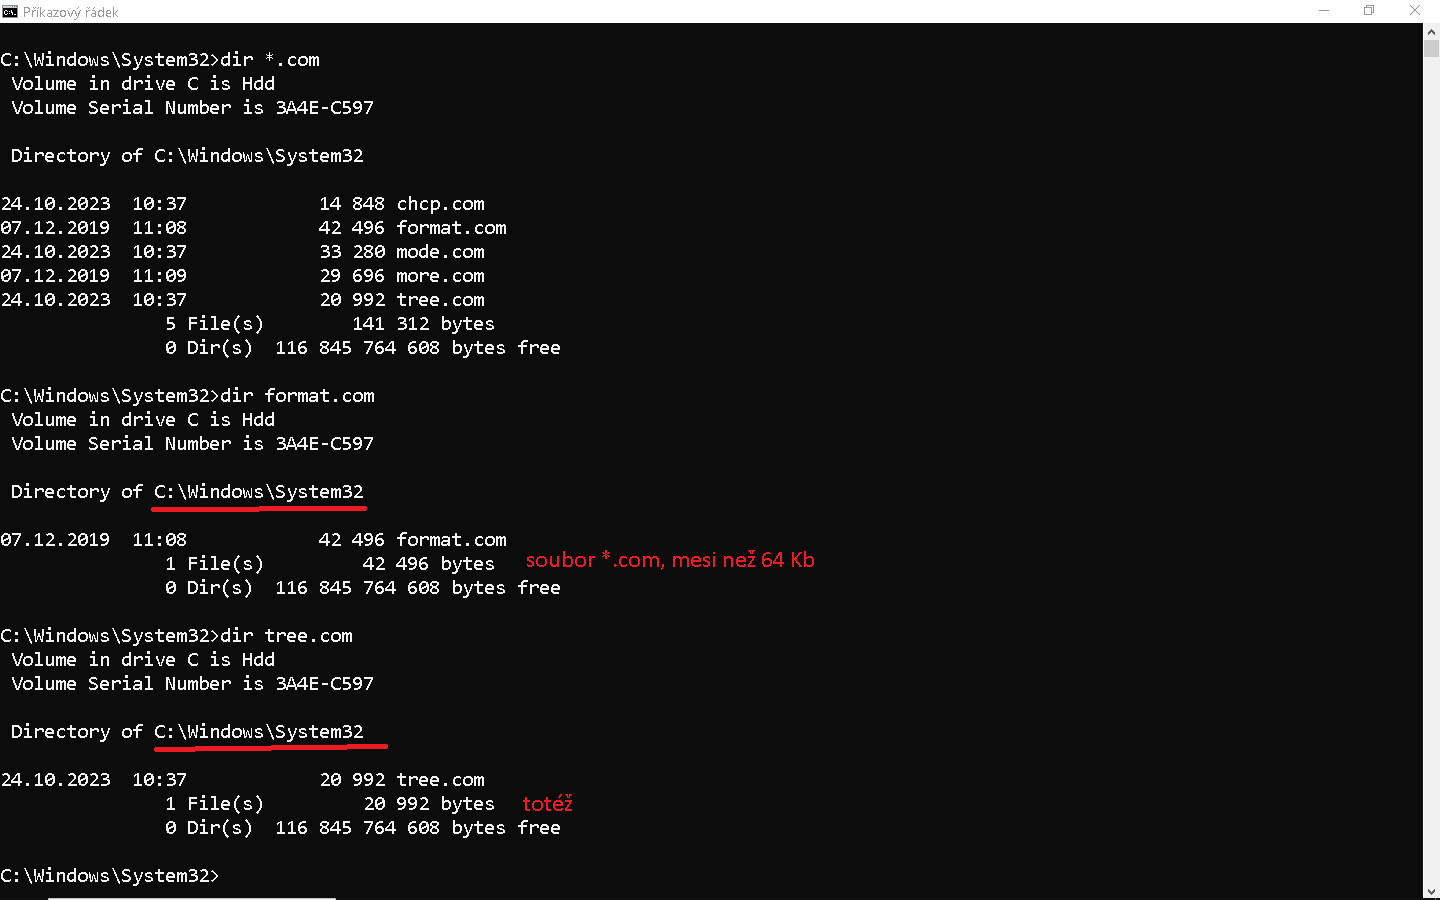 Příkazový řádek
C:\Windows\System32>dir *.com
Volume in drive C is Hdd
Volume Serial Number is 3A4E-C597
Directory of C:\Windows\System32
24.10.2023 10:37 14 848 chcp.com
07.12.2019 11:08 42 496 format.com
24.10.2023 10:37 33 280 mode.com
07.12.2019 11:09 29 696 more.com
24.10.2023 10:37 20 992 tree.com
5 File(s) 141 312 bytes
0 Dir(s) 116 845 764 608 bytes free
C:\Windows\System32>dir format.com
Volume in drive C is Hdd
Volume Serial Number is 3A4E-C597
Directory of C:\Windows\System32
07.12.2019 11:08 42 496 format.com
1 File(s) 42 496 bytes soubor *.com, mesi než 64 Kb
0 Dir(s) 116 845 764 608 bytes free
C:\Windows\System32>dir tree.com
Volume in drive C is Hdd
Volume Serial Number is 3A4E-C597
Directory of C:\Windows\System32
24.10.2023 10:37 20 992 tree.com
1 File(s) 20 992 bytes totéž
0 Dir(s) 116 845 764 608 bytes free
C:\Windows\System32>